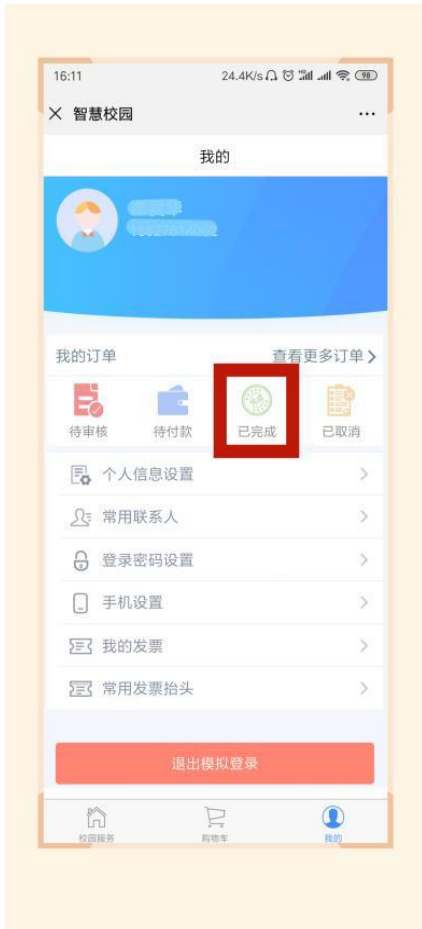 16:11 24.4K/s 98
智慧校园
我的
我的订单 查看更多订单
待审核 待付款 已完成 已取消
个人信息设置
常用联系人
登录密码设置
手机设置
我的发票
常用发票抬头
退出模拟登录
校园服务 购物车 我的